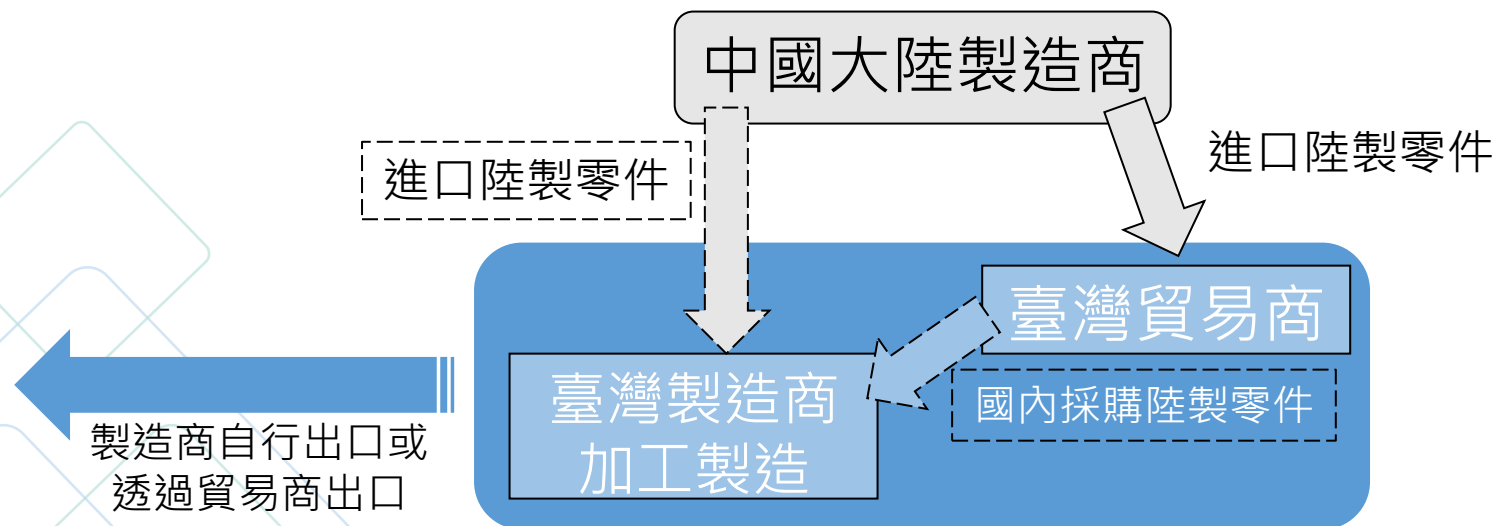 中國大陸製造商
進口陸製零件
進口陸製零件
臺灣貿易商
臺灣製造商
加工製造
國內採購陸製零件
製造商自行出口或
透過貿易商出口